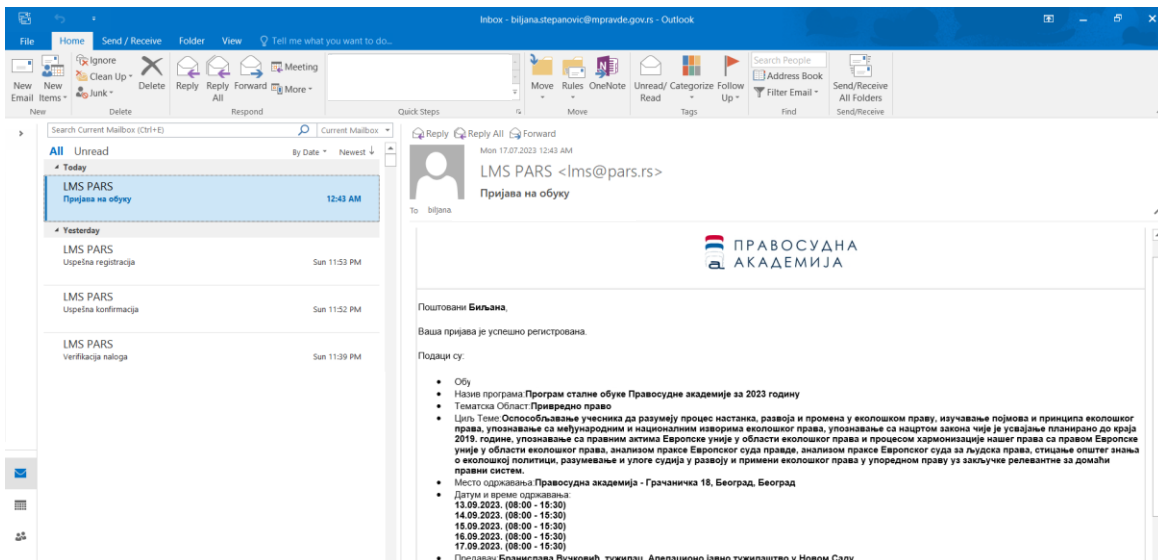 Inbox - biljana.stepanovic@mpravde.gov.rs - Outlook
File Home Send / Receive Folder View Tell me what you want to do...
New Email
New Items
Ignore
Clean Up
Junk
Delete
Reply
Reply All
Forward
Meeting
More
Move
Rules
OneNote
Unread/ Read
Categorize
Follow Up
Search People
Address Book
Filter Email
Send/Receive All Folders
New Delete Respond Quick Steps Move Tags Find Send/Receive
Search Current Mailbox (Ctrl+E) Current Mailbox
All Unread By Date Newest ↓
Today
LMS PARS
Пријава на обуку 12:43 AM
Yesterday
LMS PARS
Uspešna registracija Sun 11:53 PM
LMS PARS
Uspešna konfirmacija Sun 11:52 PM
LMS PARS
Verifikacija naloga Sun 11:39 PM
Reply Reply All Forward
Mon 17.07.2023 12:43 AM
LMS PARS <lms@pars.rs>
Пријава на обуку
To biljana.
ПРАВОСУДНА
АКАДЕМИЈА
Поштовани Биљана,
Ваша пријава је успешно регистрована.
Подаци су:
• Обу
• Назив програма:Програм сталне обуке Правосудне академије за 2023 годину
• Тематска Област:Привредно право
• Циљ Теме:Оспособљавање учесника да разумеју процес настанка, развоја и промена у еколошком праву, изучавање појмова и принципа еколошког
права, упознавање са међународним и националним изворима еколошког права, упознавање са нацртом закона чије је усвајање планирано до краја
2019. године, упознавање са правним актима Европске уније у области еколошког права и процесом хармонизације нашег права са правом Европске
уније у области еколошког права, анализом праксе Европског суда правде, анализом праксе Европског суда за људска права, стицање општег знања
о еколошкој политици, разумевање и улоге судија у развоју и примени еколошког права у упоредном праву уз закључке релевантне за домаћи
правни систем.
• Место одржавања:Правосудна академија - Грачаничка 18, Београд, Београд
• Датум и време одржавања:
13.09.2023. (08:00 - 15:30)
14.09.2023. (08:00 - 15:30)
15.09.2023. (08:00 - 15:30)
16.09.2023. (08:00 - 15:30)
17.09.2023. (08:00 - 15:30)
• Предавач:Бранислава Вучковић, тужилац, Апелационо јавно тужилаштво у Новом Саду